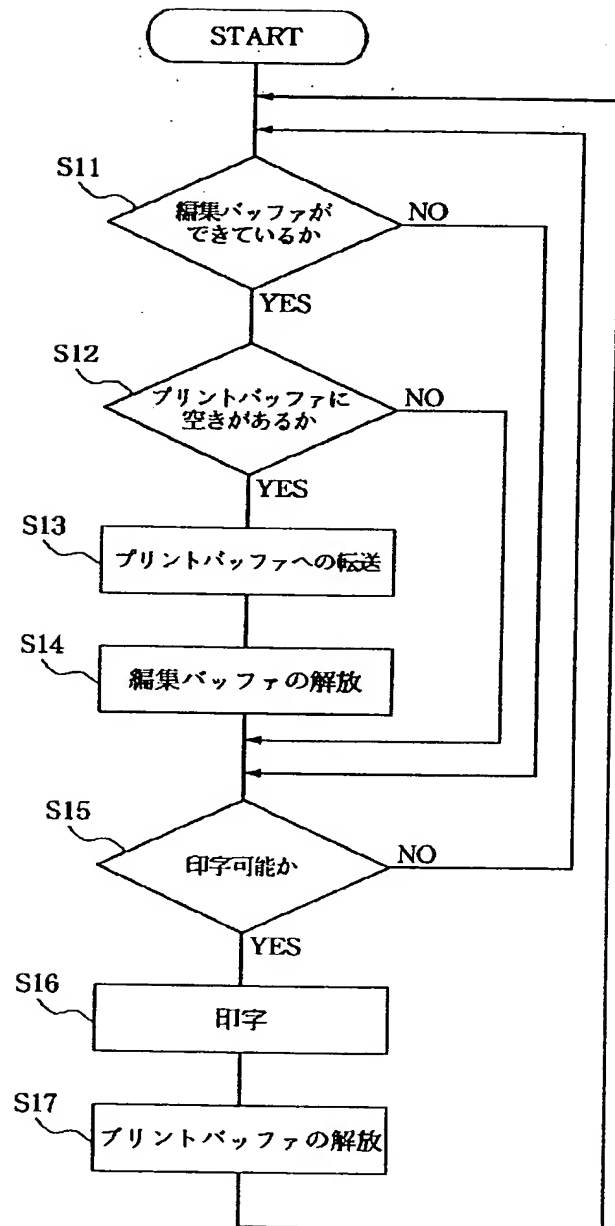 START
S11
編集バッファが
できているか
NO
YES
S12
プリントバッファに
空きがあるか
NO
YES
S13
プリントバッファへの転送
S14
編集バッファの解放
S15
印字可能か
NO
YES
S16
印字
S17
プリントバッファの解放